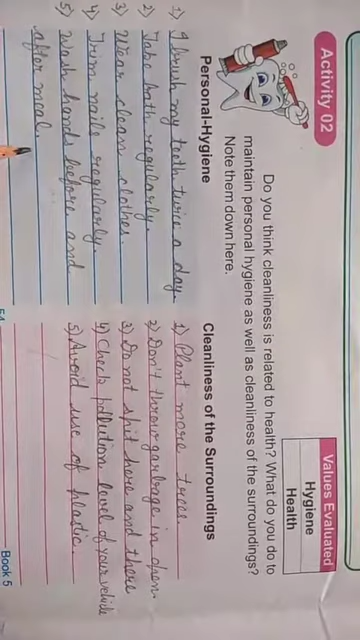 Activity 02
Values Evaluated
Hygiene
Health
Do you think cleanliness is related to health? What do you do to
maintain personal hygiene as well as cleanliness of the surroundings?
Note them down here.
Personal-Hygiene
1) I brush my teeth twice a day.
2) Take bath regularly.
3) Wear clean clothes.
4) Trim nails regularly.
5) Wash hands before and
after meal.
Cleanliness of the Surroundings
1) Plant more trees.
2) Don't throw garbage in open.
3) Do not spit here and there
4) Check pollution level of your vehicle
5) Avoid use of plastic.
Book 5